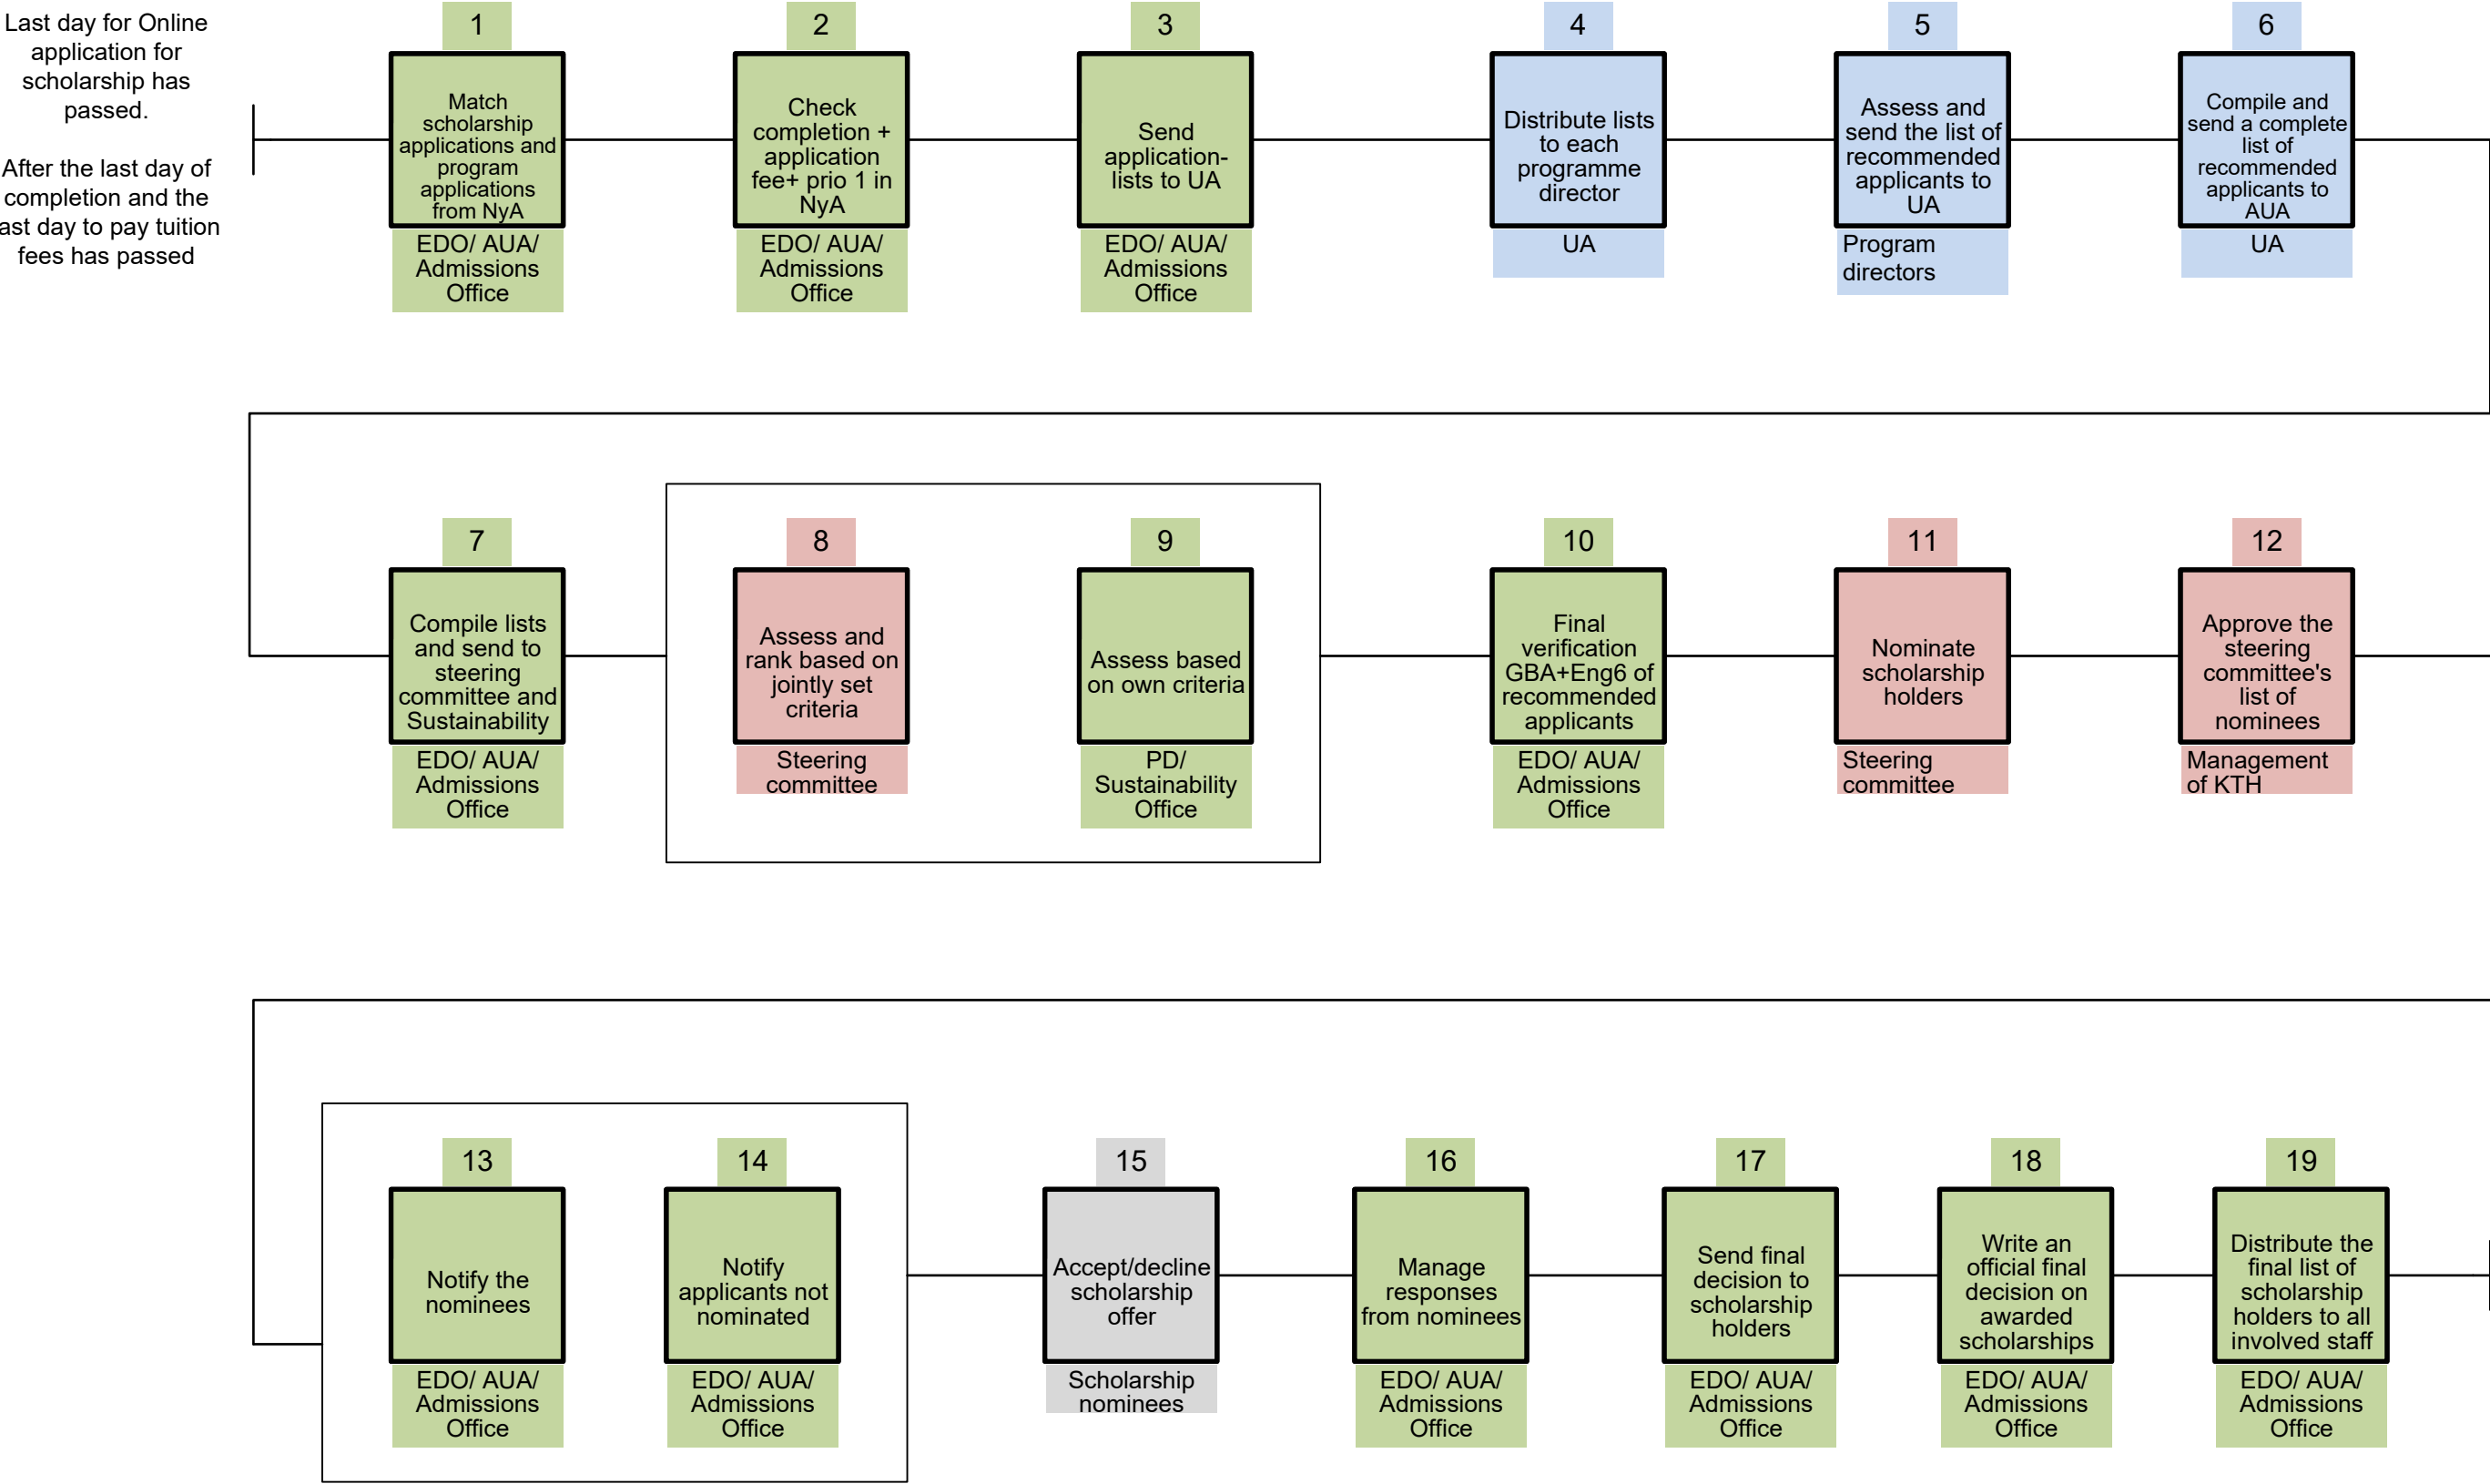 Last day for Online
application for
scholarship has
passed.
After the last day of
completion and the
ast day to pay tuition
fees has passed
1
Match
scholarship
applications and
program
applications
from NyA
EDO/ AUA/
Admissions
Office
2
Check
completion +
application
fee+ prio 1 in
NyA
EDO/ AUA/
Admissions
Office
3
Send
application-
lists to UA
EDO/ AUA/
Admissions
Office
4
Distribute lists
to each
programme
director
UA
5
Assess and
send the list of
recommended
applicants to
UA
Program
directors
6
Compile and
send a complete
list of
recommended
applicants to
AUA
UA
7
Compile lists
and send to
steering
committee and
Sustainability
EDO/ AUA/
Admissions
Office
8
Assess and
rank based on
jointly set
criteria
Steering
committee
9
Assess based
on own criteria
PD/
Sustainability
Office
10
Final
verification
GBA+Eng6 of
recommended
applicants
EDO/ AUA/
Admissions
Office
11
Nominate
scholarship
holders
Steering
committee
12
Approve the
steering
committee's
list of
nominees
Management
of KTH
13
Notify the
nominees
EDO/ AUA/
Admissions
Office
14
Notify
applicants not
nominated
EDO/ AUA/
Admissions
Office
15
Accept/decline
scholarship
offer
Scholarship
nominees
16
Manage
responses
from nominees
EDO/ AUA/
Admissions
Office
17
Send final
decision to
scholarship
holders
EDO/ AUA/
Admissions
Office
18
Write an
official final
decision on
awarded
scholarships
EDO/ AUA/
Admissions
Office
19
Distribute the
final list of
scholarship
holders to all
involved staff
EDO/ AUA/
Admissions
Office